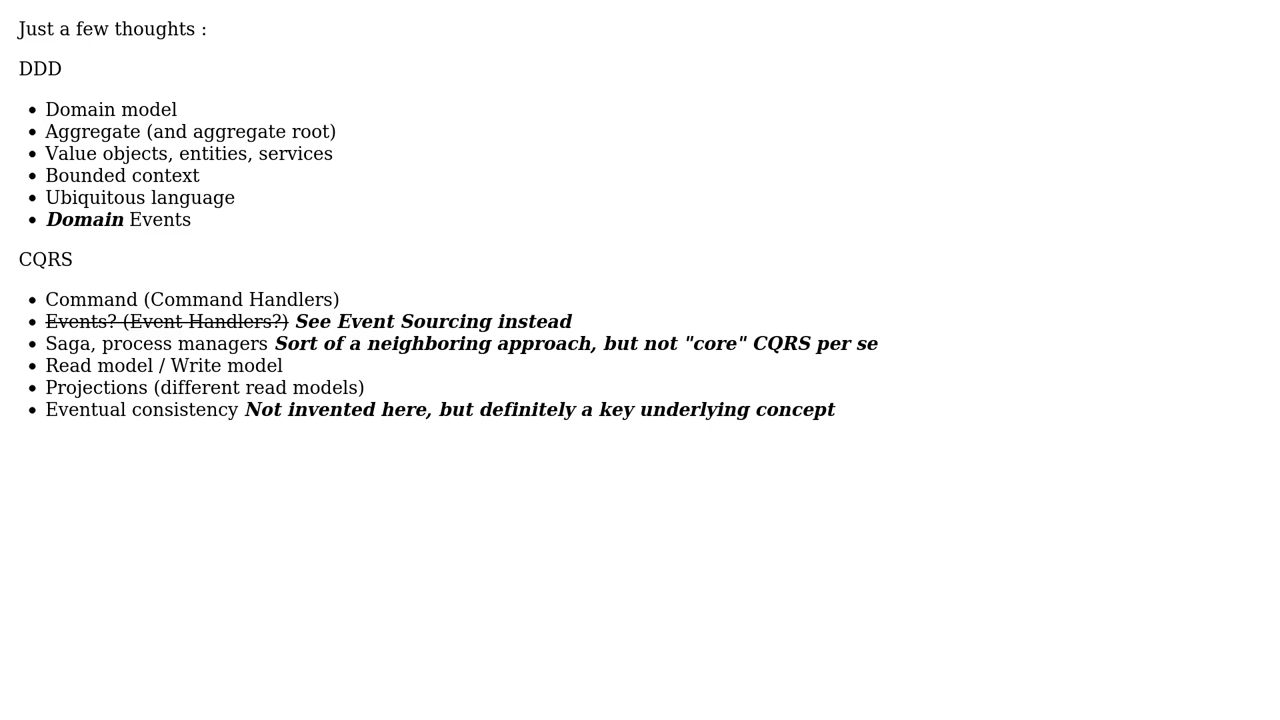 Just a few thoughts :
DDD
• Domain model
• Aggregate (and aggregate root)
• Value objects, entities, services
• Bounded context
• Ubiquitous language
• Domain Events
CQRS
• Command (Command Handlers)
• Events? (Event Handlers?) See Event Sourcing instead
• Saga, process managers Sort of a neighboring approach, but not "core" CQRS per se
• Read model / Write model
• Projections (different read models)
• Eventual consistency Not invented here, but definitely a key underlying concept